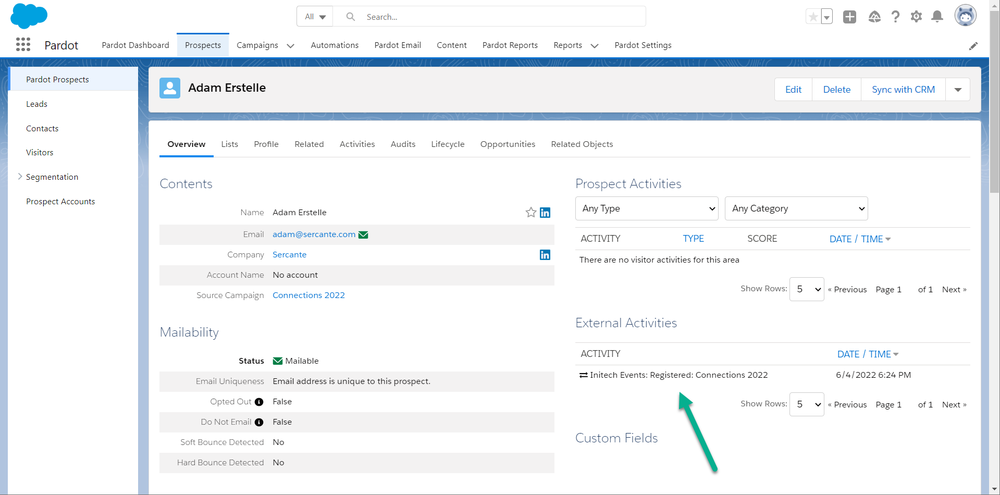 All
Search...
Pardot
Pardot Dashboard
Prospects
Campaigns
Automations
Pardot Email
Content
Pardot Reports
Reports
Pardot Settings
Pardot Prospects
Leads
Contacts
Visitors
Segmentation
Prospect Accounts
Adam Erstelle
Edit
Delete
Sync with CRM
Overview
Lists
Profile
Related
Activities
Audits
Lifecycle
Opportunities
Related Objects
Contents
Name Adam Erstelle
Email adam@sercante.com
Company Sercante
Account Name No account
Source Campaign Connections 2022
Mailability
Status Mailable
Email Uniqueness Email address is unique to this prospect.
Opted Out False
Do Not Email False
Soft Bounce Detected No
Hard Bounce Detected No
Prospect Activities
Any Type
Any Category
ACTIVITY TYPE SCORE DATE / TIME
There are no visitor activities for this area
Show Rows: 5 « Previous Page 1 of 1 Next »
External Activities
ACTIVITY DATE / TIME
Initech Events: Registered: Connections 2022 6/4/2022 6:24 PM
Show Rows: 5 « Previous Page 1 of 1 Next »
Custom Fields